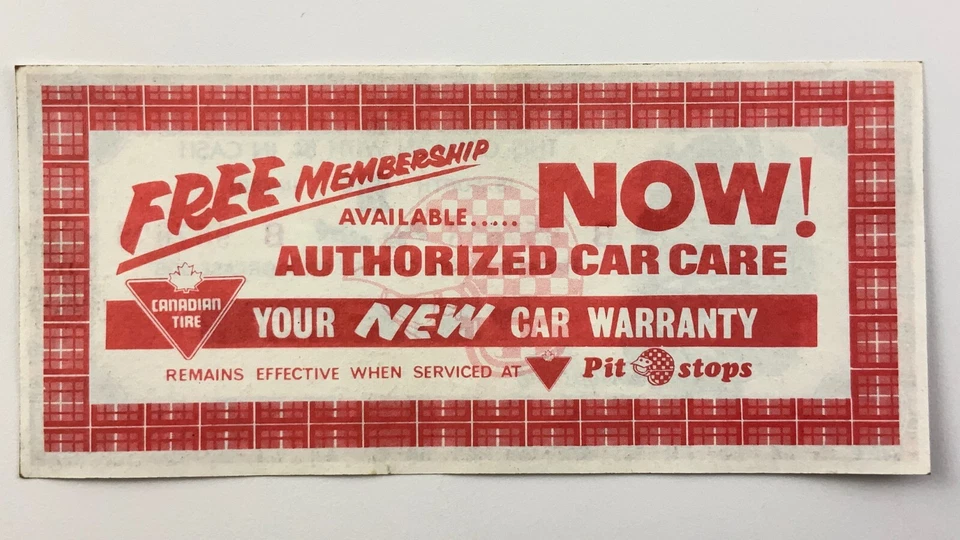 FREE MEMBERSHIP
AVAILABLE..... NOW!
AUTHORIZED CAR CARE
CANADIAN
TIRE
YOUR NEW CAR WARRANTY
REMAINS EFFECTIVE WHEN SERVICED AT Pit stops